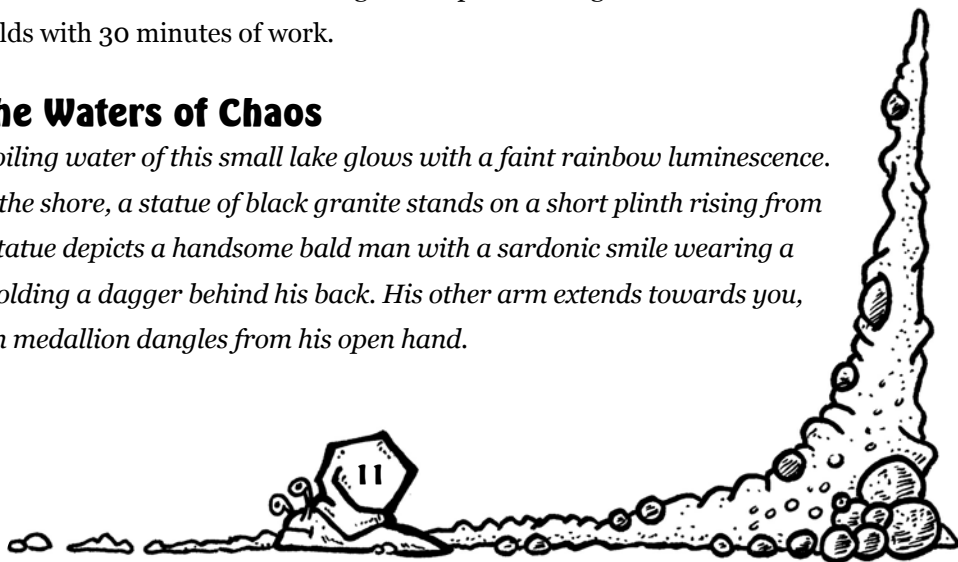 lds with 30 minutes of work.
he Waters of Chaos
oiling water of this small lake glows with a faint rainbow luminescence.
the shore, a statue of black granite stands on a short plinth rising from
tatue depicts a handsome bald man with a sardonic smile wearing a
olding a dagger behind his back. His other arm extends towards you,
n medallion dangles from his open hand.
11